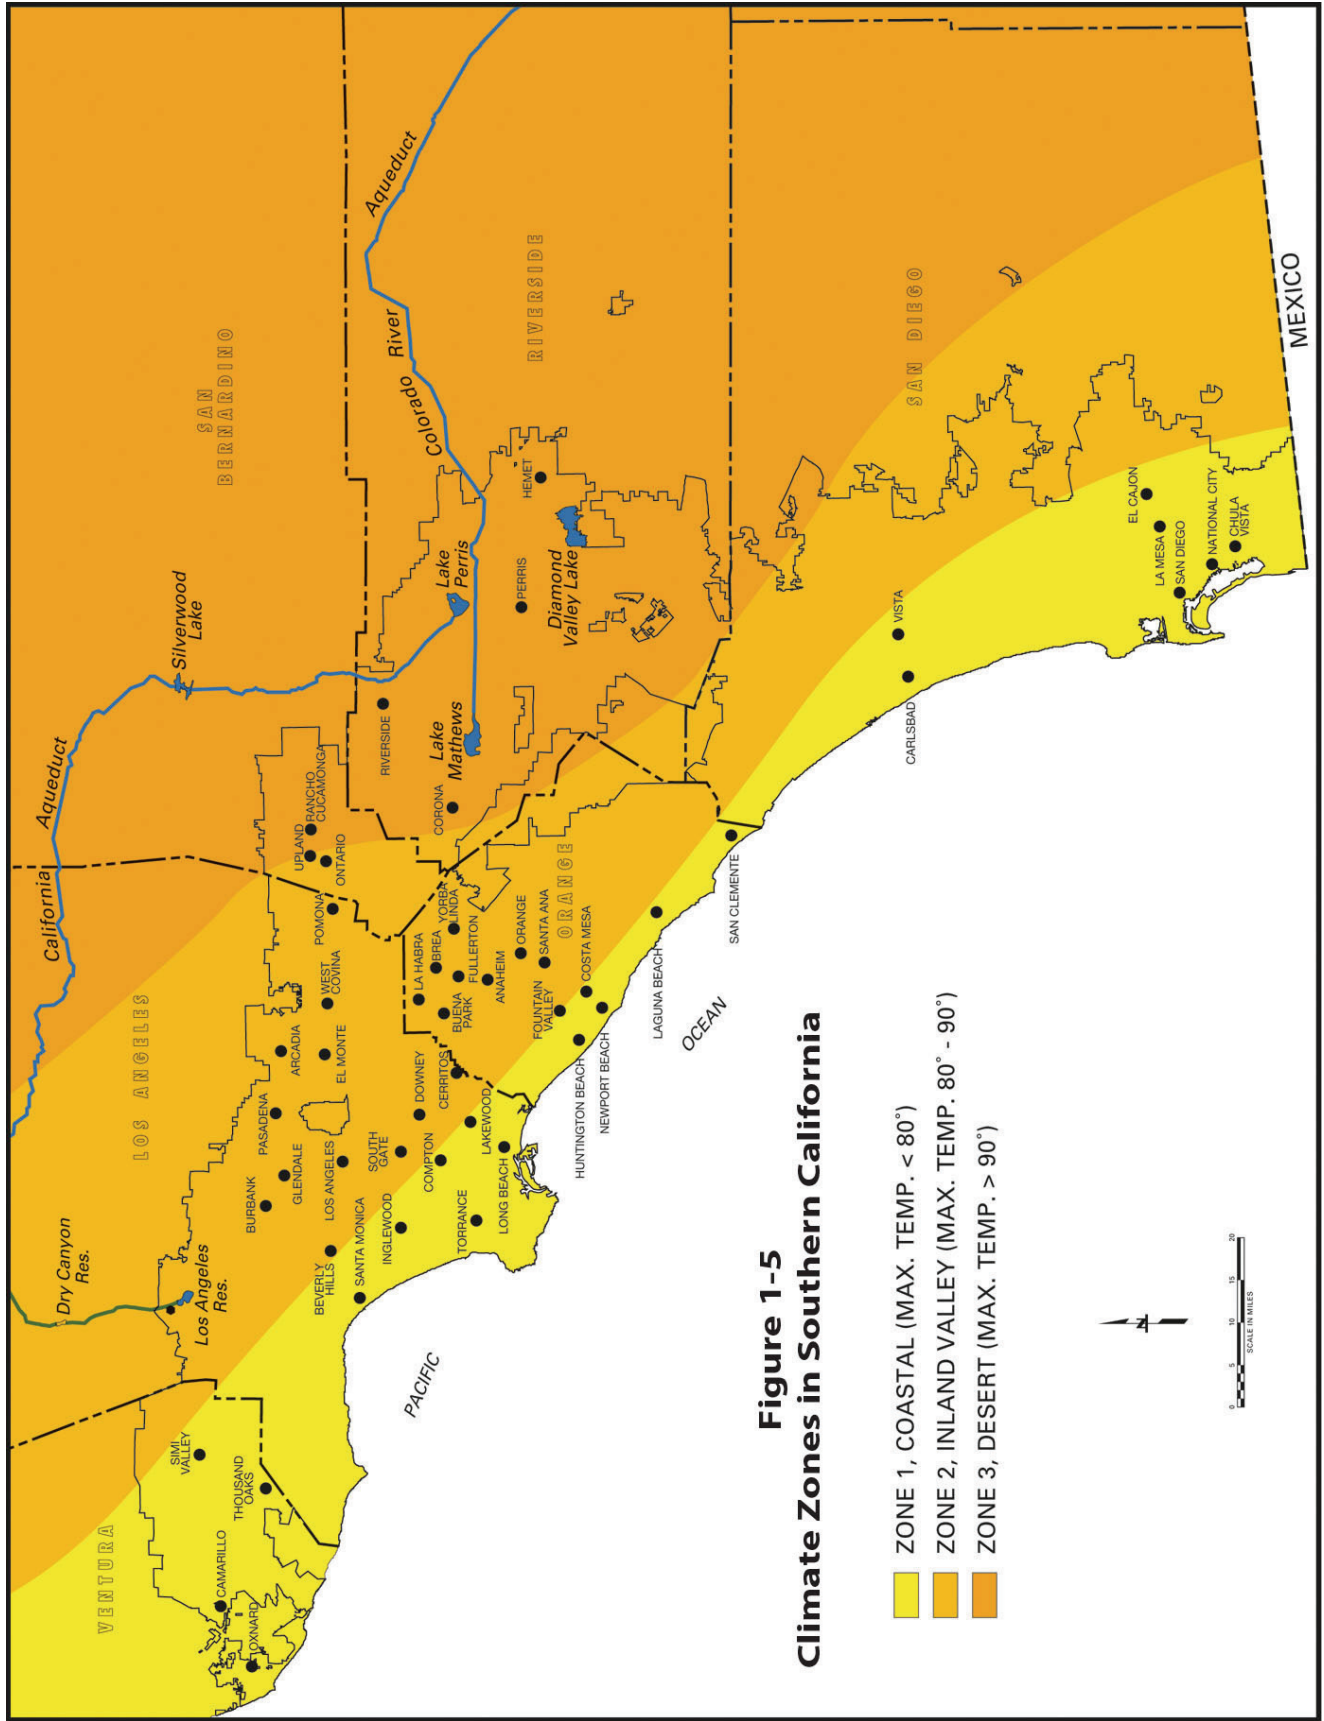 Figure 1-5
Climate Zones in Southern California
ZONE 1, COASTAL (MAX. TEMP. < 80°)
ZONE 2, INLAND VALLEY (MAX. TEMP. 80° - 90°)
ZONE 3, DESERT (MAX. TEMP. > 90°)
N
0 5 10 15 20
SCALE IN MILES
VENTURA
LOS ANGELES
SAN
BERNARDINO
RIVERSIDE
ORANGE
SAN DIEGO
MEXICO
PACIFIC
OCEAN
Dry Canyon
Res.
Los Angeles
Res.
California
Aqueduct
Silverwood
Lake
Colorado
River
Aqueduct
Lake
Perris
Lake
Mathews
Diamond
Valley Lake
OXNARD
CAMARILLO
THOUSAND
OAKS
SIMI
VALLEY
BURBANK
GLENDALE
PASADENA
ARCADIA
LOS ANGELES
EL MONTE
WEST
COVINA
POMONA
UPLAND
RANCHO
CUCAMONGA
ONTARIO
BEVERLY
HILLS
SANTA MONICA
INGLEWOOD
SOUTH
GATE
DOWNEY
COMPTON
CERRITOS
LAKEWOOD
TORRANCE
LONG BEACH
LA HABRA
BREA
YORBA
LINDA
BUENA
PARK
FULLERTON
ANAHEIM
ORANGE
SANTA ANA
FOUNTAIN
VALLEY
COSTA MESA
HUNTINGTON BEACH
NEWPORT BEACH
LAGUNA BEACH
SAN CLEMENTE
RIVERSIDE
CORONA
PERRIS
HEMET
VISTA
CARLSBAD
EL CAJON
LA MESA
SAN DIEGO
NATIONAL CITY
CHULA
VISTA